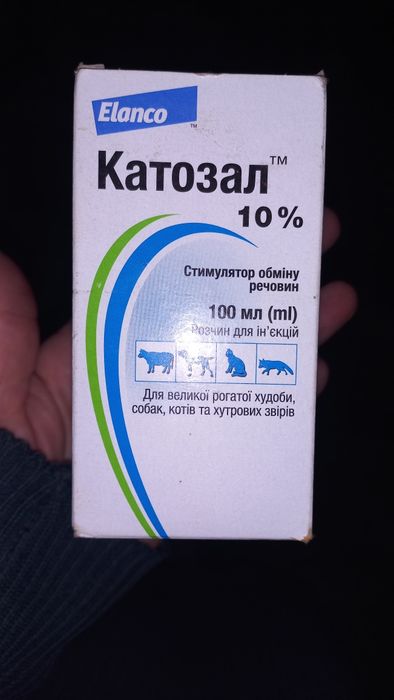 Elanco
™
Катозал™
10%
Стимулятор обміну
речовин
100 мл (ml)
Розчин для ін'єкцій
Для великої рогатої худоби,
собак, котів та хутрових звірів